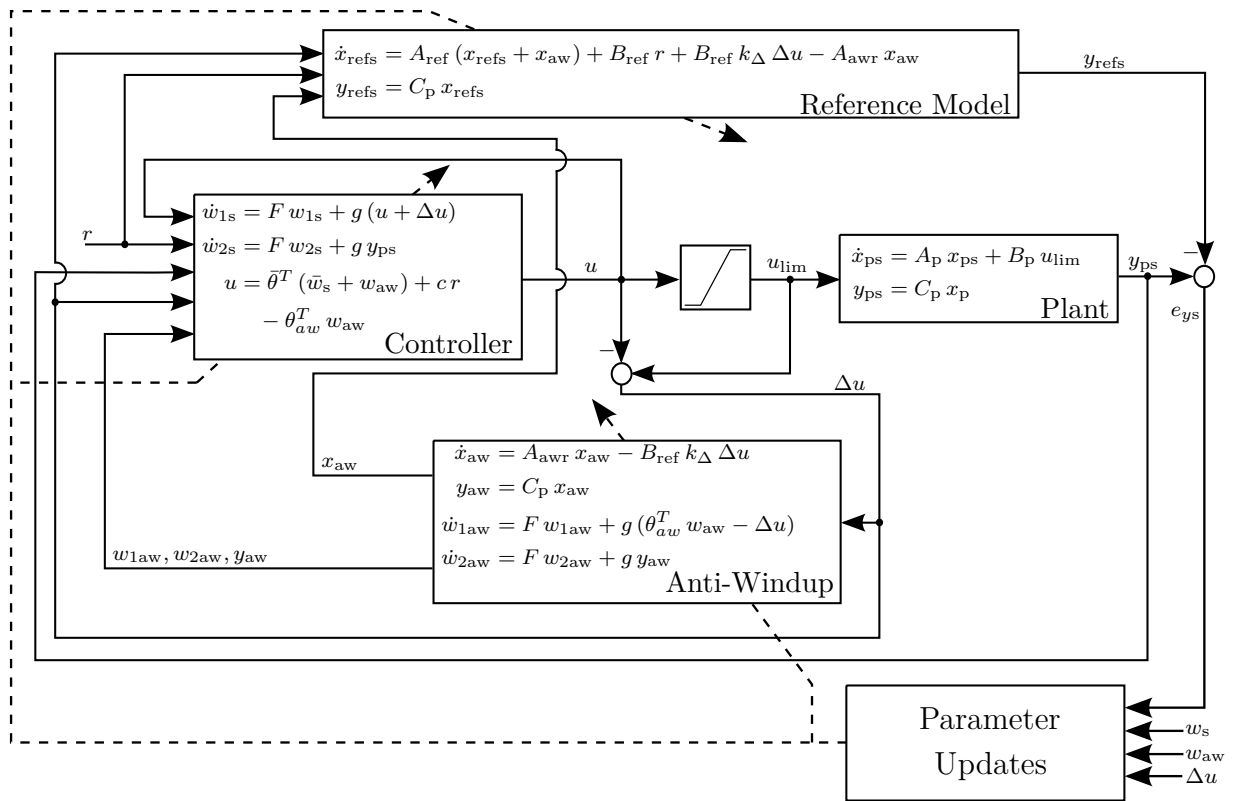 ẋ_refs = A_ref (x_refs + x_aw) + B_ref r + B_ref k_Δ Δu − A_awr x_aw
y_refs = C_p x_refs
Reference Model
y_refs
ẇ_1s = F w_1s + g (u + Δu)
ẇ_2s = F w_2s + g y_ps
u = θ̄^T (w̄_s + w_aw) + c r
− θ_aw^T w_aw
Controller
r
u
u_lim
ẋ_ps = A_p x_ps + B_p u_lim
y_ps = C_p x_p
Plant
y_ps
−
e_ys
−
Δu
x_aw
ẋ_aw = A_awr x_aw − B_ref k_Δ Δu
y_aw = C_p x_aw
ẇ_1aw = F w_1aw + g (θ_aw^T w_aw − Δu)
ẇ_2aw = F w_2aw + g y_aw
Anti-Windup
w_1aw, w_2aw, y_aw
Parameter
Updates
w_s
w_aw
Δu